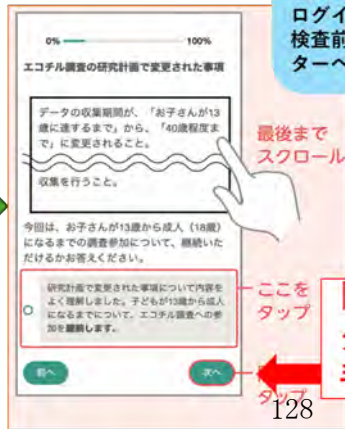 ログイ
検査前
ターへ
0% 100%
エコチル調査の研究計画で変更された事項
データの収集期間が、「お子さんが13
歳に達するまで」から、「40歳程度ま
で」に変更されること。
収集を行うこと。
最後まで
スクロール
今回は、お子さんが13歳から成人（18歳）
になるまでの調査参加について、継続いた
だけるかお答えください。
研究計画で変更された事項について内容を
よく理解しました。子どもが13歳から成人
になるまでについて、エコチル調査への参
加を継続します。
ここを
タップ
前へ
次へ
タップ
128